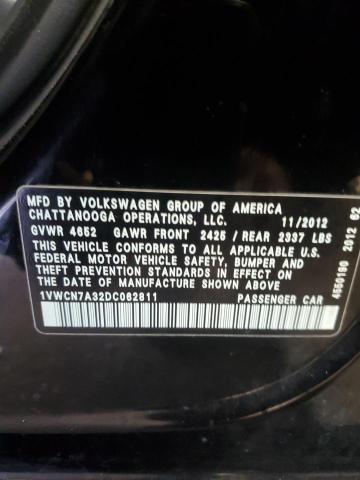 MFD BY VOLKSWAGEN GROUP OF AMERICA
CHATTANOOGA OPERATIONS, LLC. 11/2012
GVWR 4652 GAWR FRONT 2426 / REAR 2337 LBS
THIS VEHICLE CONFORMS TO ALL APPLICABLE U.S.
FEDERAL MOTOR VEHICLE SAFETY, BUMPER AND
THEFT PREVENTION STANDARDS IN EFFECT ON
THE DATE OF MANUFACTURE SHOWN ABOVE
1VWCN7A32DC062811 PASSENGER CAR
4550190 2012 62